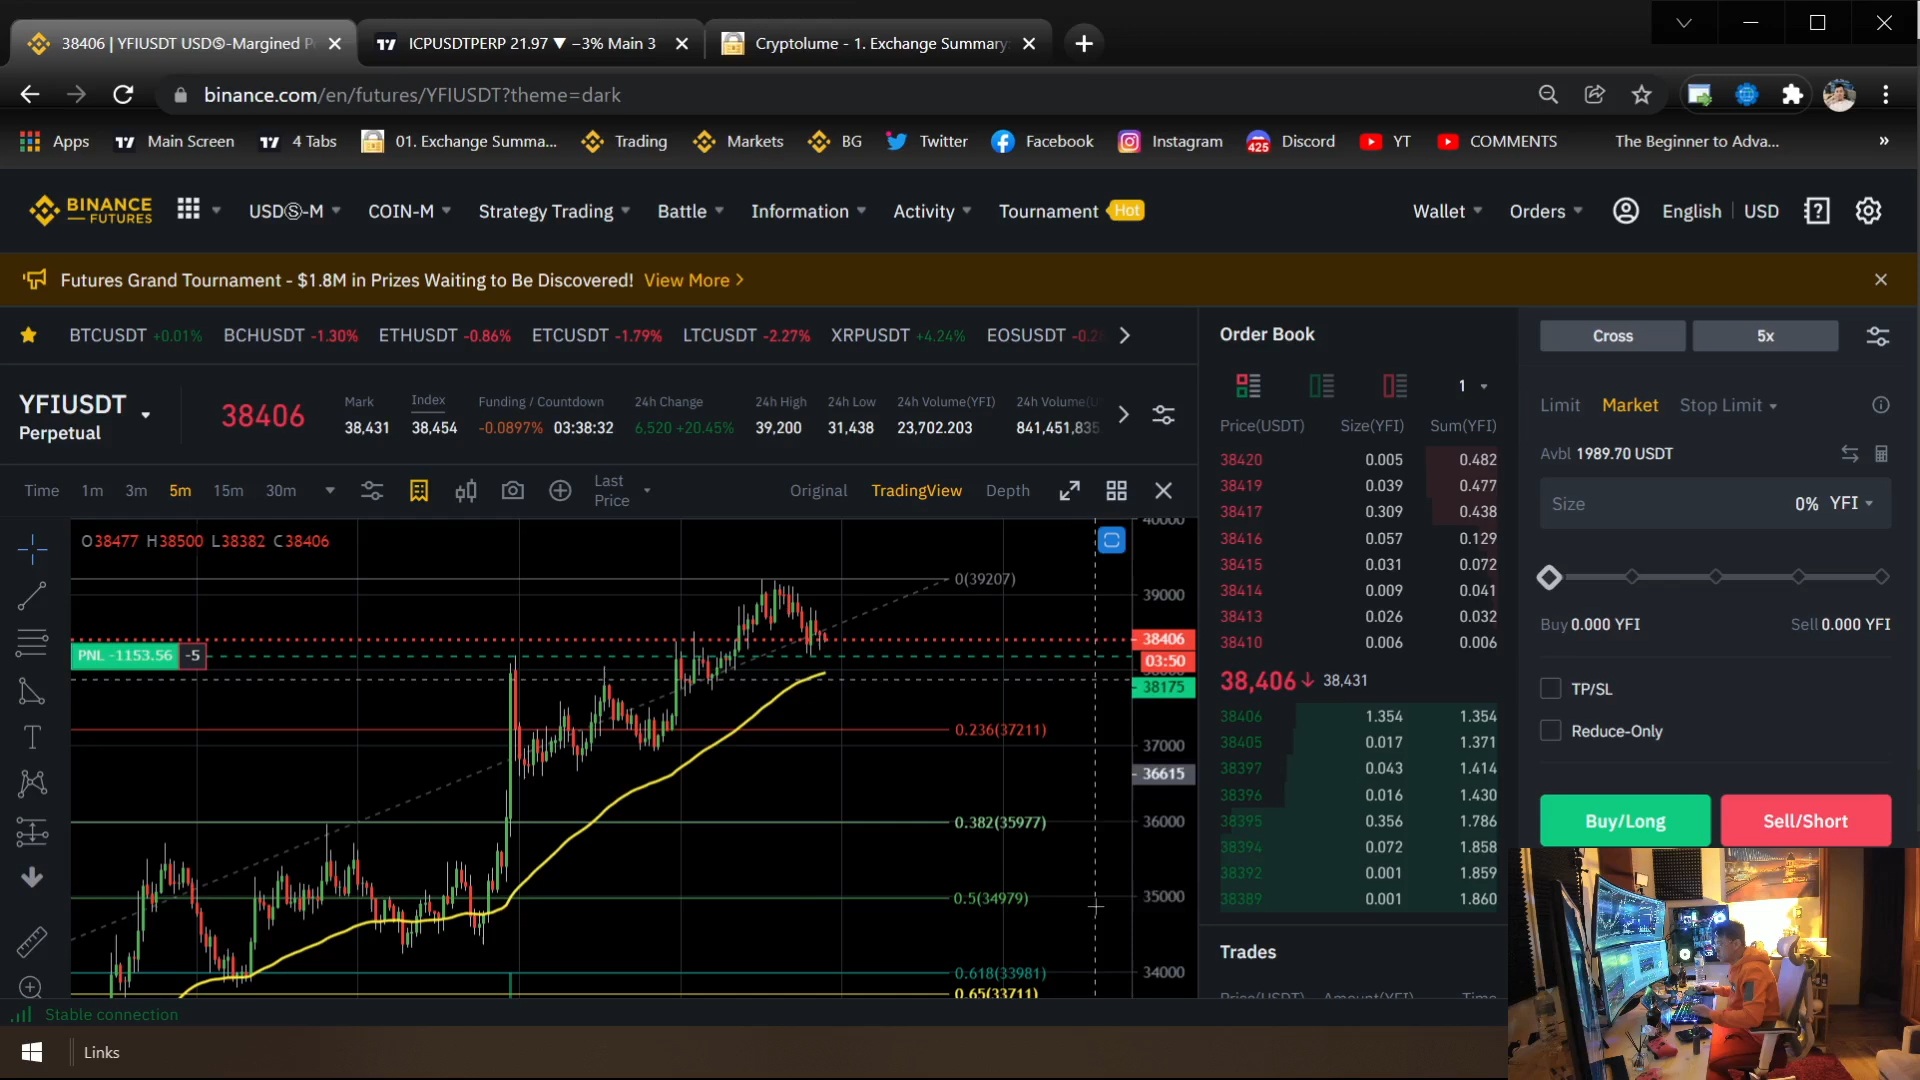 38406 | YFIUSDT USDⓈ-Margined P
ICPUSDTPERP 21.97 ▼ −3% Main 3
Cryptolume - 1. Exchange Summary
binance.com/en/futures/YFIUSDT?theme=dark
Apps
Main Screen
4 Tabs
01. Exchange Summa...
Trading
Markets
BG
Twitter
Facebook
Instagram
425
Discord
YT
COMMENTS
The Beginner to Adva...
»
BINANCE
FUTURES
USDⓈ-M
COIN-M
Strategy Trading
Battle
Information
Activity
Tournament
Hot
Wallet
Orders
English
USD
Futures Grand Tournament - $1.8M in Prizes Waiting to Be Discovered! View More >
BTCUSDT +0.01%
BCHUSDT -1.30%
ETHUSDT -0.86%
ETCUSDT -1.79%
LTCUSDT -2.27%
XRPUSDT +4.24%
EOSUSDT -0.2
YFIUSDT
Perpetual
38406
Mark
38,431
Index
38,454
Funding / Countdown
-0.0897% 03:38:32
24h Change
6,520 +20.45%
24h High
39,200
24h Low
31,438
24h Volume(YFI)
23,702.203
24h Volume(U
841,451,835
Time
1m
3m
5m
15m
30m
Last
Price
Original
TradingView
Depth
O38477 H38500 L38382 C38406
PNL -1153.56 -5
0(39207)
0.236(37211)
0.382(35977)
0.5(34979)
0.618(33981)
0.65(33711)
40000
39000
38406
03:50
38175
37000
36615
36000
35000
34000
Order Book
1
Price(USDT) Size(YFI) Sum(YFI)
38420 0.005 0.482
38419 0.039 0.477
38417 0.309 0.438
38416 0.057 0.129
38415 0.031 0.072
38414 0.009 0.041
38413 0.026 0.032
38410 0.006 0.006
38,406↓ 38,431
38406 1.354 1.354
38405 0.017 1.371
38397 0.043 1.414
38396 0.016 1.430
38395 0.356 1.786
38394 0.072 1.858
38392 0.001 1.859
38389 0.001 1.860
Trades
Price(USDT) Amount(YFI) Time
Cross
5x
Limit
Market
Stop Limit
Avbl 1989.70 USDT
Size
0% YFI
Buy 0.000 YFI
Sell 0.000 YFI
TP/SL
Reduce-Only
Buy/Long
Sell/Short
Stable connection
Links